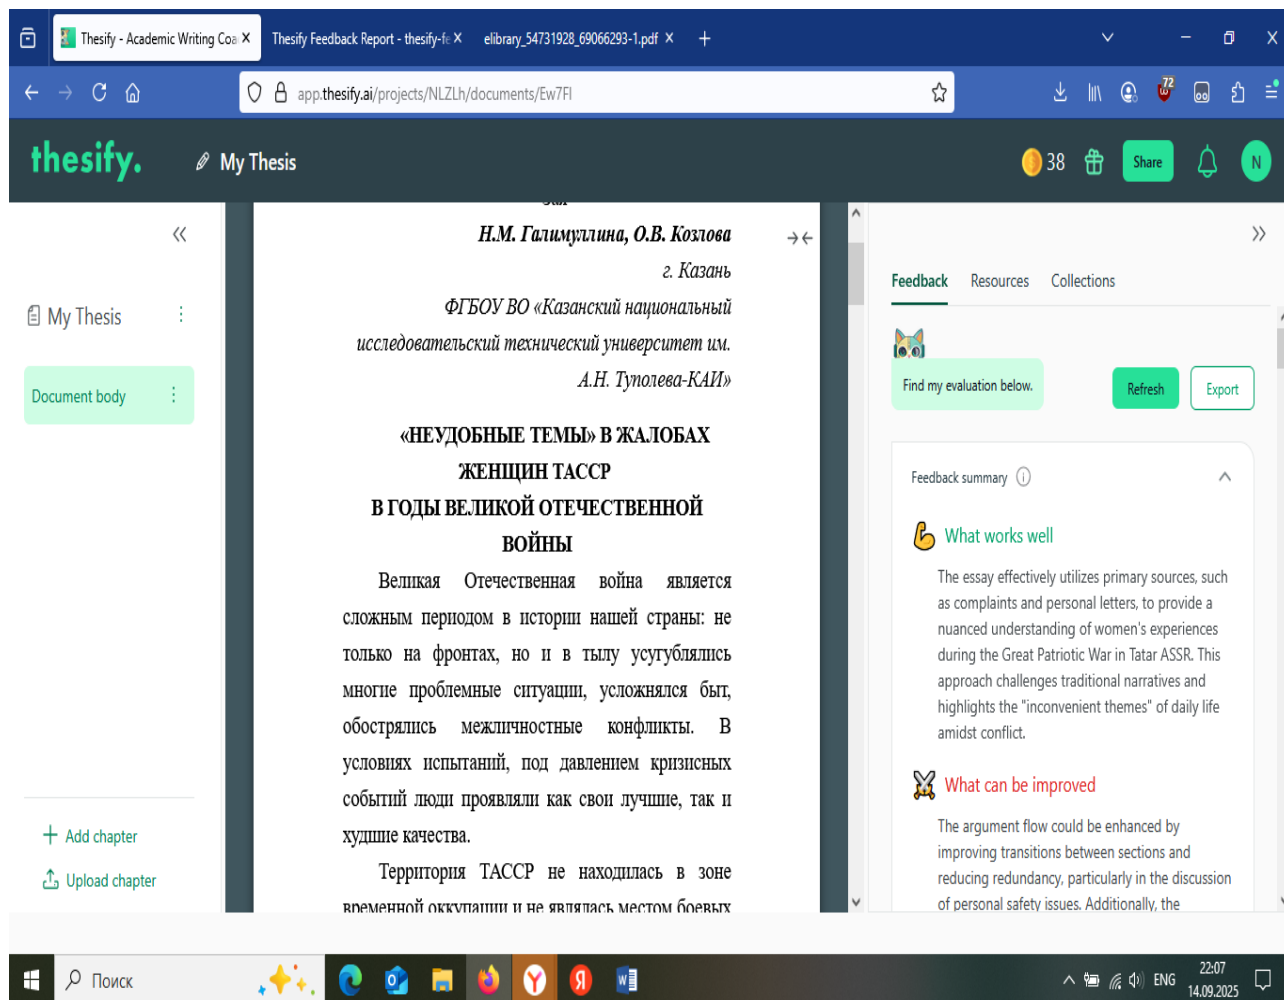 Thesify - Academic Writing Coa
Thesify Feedback Report - thesify-fe
elibrary_54731928_69066293-1.pdf
app.thesify.ai/projects/NLZLh/documents/Ew7FI
72
thesify.
My Thesis
38
Share
N
My Thesis
Document body
Add chapter
Upload chapter
Н.М. Галимуллина, О.В. Козлова
г. Казань
ФГБОУ ВО «Казанский национальный
исследовательский технический университет им.
А.Н. Туполева-КАИ»
«НЕУДОБНЫЕ ТЕМЫ» В ЖАЛОБАХ
ЖЕНЩИН ТАССР
В ГОДЫ ВЕЛИКОЙ ОТЕЧЕСТВЕННОЙ
ВОЙНЫ
Великая Отечественная война является
сложным периодом в истории нашей страны: не
только на фронтах, но и в тылу усугублялись
многие проблемные ситуации, усложнялся быт,
обострялись межличностные конфликты. В
условиях испытаний, под давлением кризисных
событий люди проявляли как свои лучшие, так и
худшие качества.
Территория ТАССР не находилась в зоне
временной оккупации и не являлась местом боевых
Feedback
Resources
Collections
Find my evaluation below.
Refresh
Export
Feedback summary
What works well
The essay effectively utilizes primary sources, such
as complaints and personal letters, to provide a
nuanced understanding of women's experiences
during the Great Patriotic War in Tatar ASSR. This
approach challenges traditional narratives and
highlights the "inconvenient themes" of daily life
amidst conflict.
What can be improved
The argument flow could be enhanced by
improving transitions between sections and
reducing redundancy, particularly in the discussion
of personal safety issues. Additionally, the
Поиск
ENG
22:07
14.09.2025